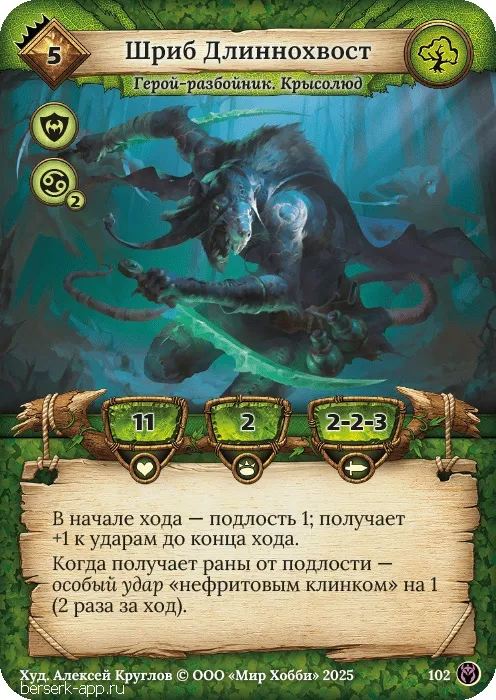 5
Шриб Длиннохвост
Герой-разбойник. Крысолюд
2
11
2
2-2-3
В начале хода — подлость 1; получает
+1 к ударам до конца хода.
Когда получает раны от подлости —
особый удар «нефритовым клинком» на 1
(2 раза за ход).
Худ. Алексей Круглов © ООО «Мир Хобби» 2025
102
berserk-app.ru